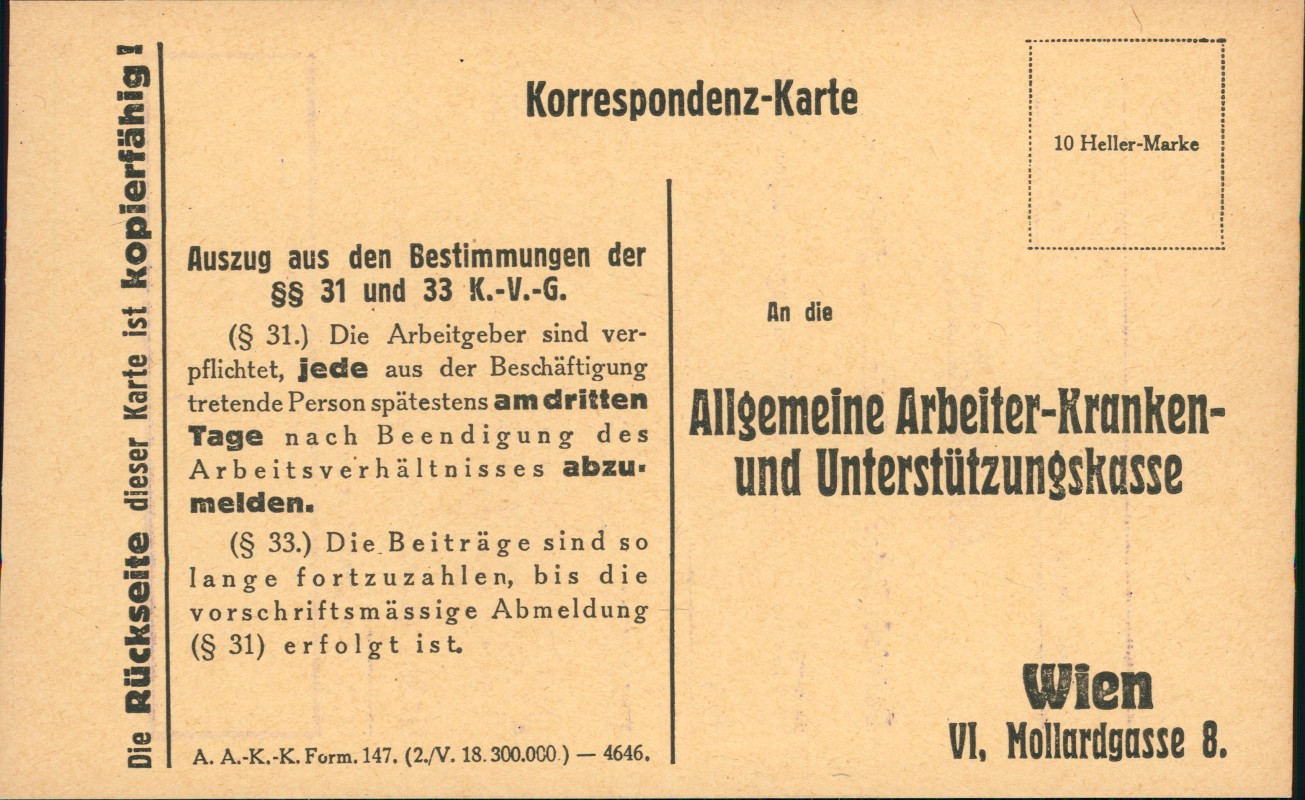 Die Rückseite dieser Karte ist kopierfähig!
Korrespondenz-Karte
10 Heller-Marke
Auszug aus den Bestimmungen der
§§ 31 und 33 K.-V.-G.
(§ 31.) Die Arbeitgeber sind ver-
pflichtet, jede aus der Beschäftigung
tretende Person spätestens am dritten
Tage nach Beendigung des
Arbeitsverhältnisses abzu-
melden.
(§ 33.) Die Beiträge sind so
lange fortzuzahlen, bis die
vorschriftsmässige Abmeldung
(§ 31) erfolgt ist.
A. A.-K.-K. Form. 147. (2./V. 18. 300.000.) — 4646.
An die
Allgemeine Arbeiter-Kranken-
und Unterstützungskasse
Wien
VI, Mollardgasse 8.